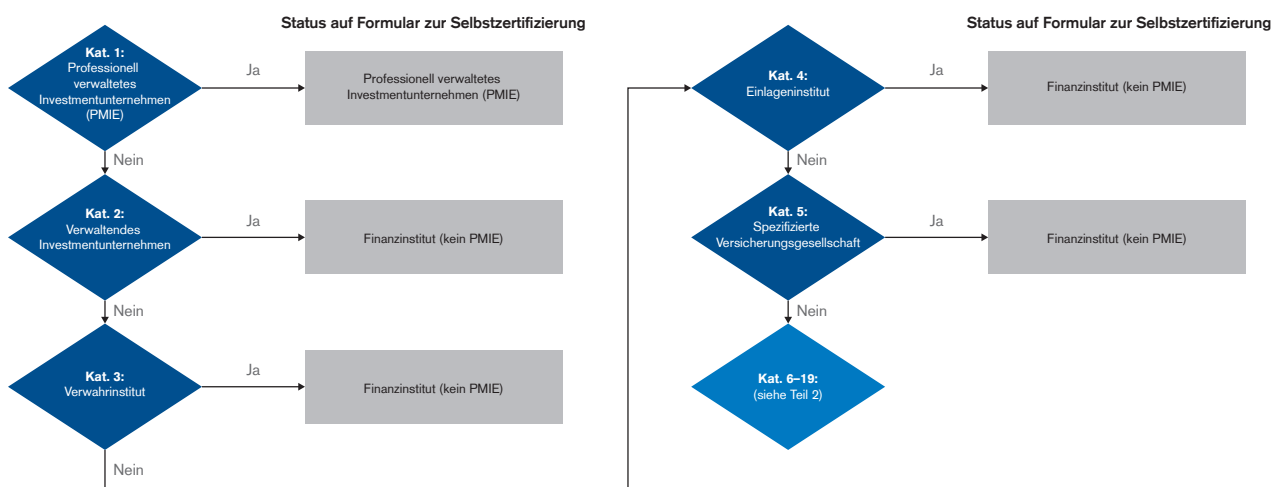 Status auf Formular zur Selbstzertifizierung
Kat. 1:
Professionell
verwaltetes
Investmentunternehmen
(PMIE)
Ja
Professionell verwaltetes
Investmentunternehmen (PMIE)
Nein
Kat. 2:
Verwaltendes
Investmentunternehmen
Ja
Finanzinstitut (kein PMIE)
Nein
Kat. 3:
Verwahrinstitut
Ja
Finanzinstitut (kein PMIE)
Nein
Status auf Formular zur Selbstzertifizierung
Kat. 4:
Einlageninstitut
Ja
Finanzinstitut (kein PMIE)
Nein
Kat. 5:
Spezifizierte
Versicherungsgesellschaft
Ja
Finanzinstitut (kein PMIE)
Nein
Kat. 6–19:
(siehe Teil 2)